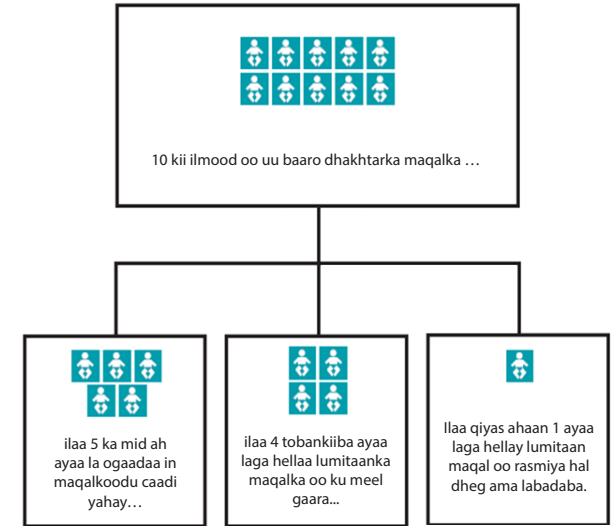 10 kii ilmood oo uu baaro dhakhtarka maqalka …
ilaa 5 ka mid ah
ayaa la ogaadaa in
maqalkoodu caadi
yahay…
ilaa 4 tobankiiba ayaa
laga hellaa lumitaanka
maqalka oo ku meel
gaara...
Ilaa qiyas ahaan 1 ayaa
laga hellay lumitaan
maqal oo rasmiya hal
dheg ama labadaba.